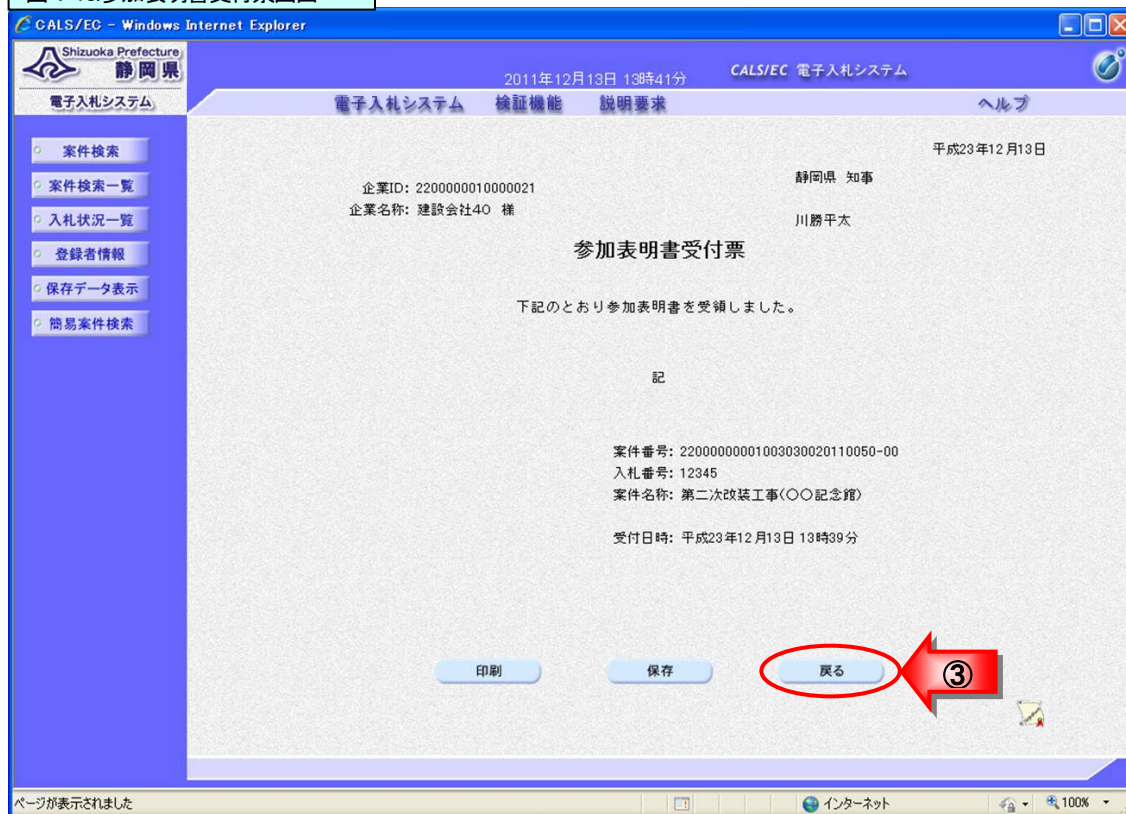 CALS/EC - Windows Internet Explorer
Shizuoka Prefecture
静岡県
2011年12月13日 13時41分
CALS/EC 電子入札システム
電子入札システム
電子入札システム 検証機能 説明要求 ヘルプ
案件検索
案件検索一覧
入札状況一覧
登録者情報
保存データ表示
簡易案件検索
平成23年12月13日
静岡県 知事
企業ID: 2200000010000021
企業名称: 建設会社40 様
川勝平太
参加表明書受付票
下記のとおり参加表明書を受領しました。
記
案件番号: 2200000000100303002011​0050-00
入札番号: 12345
案件名称: 第二次改装工事(〇〇記念館)
受付日時: 平成23年12月13日 13時39分
印刷 保存 戻る
③
ページが表示されました
インターネット
100%